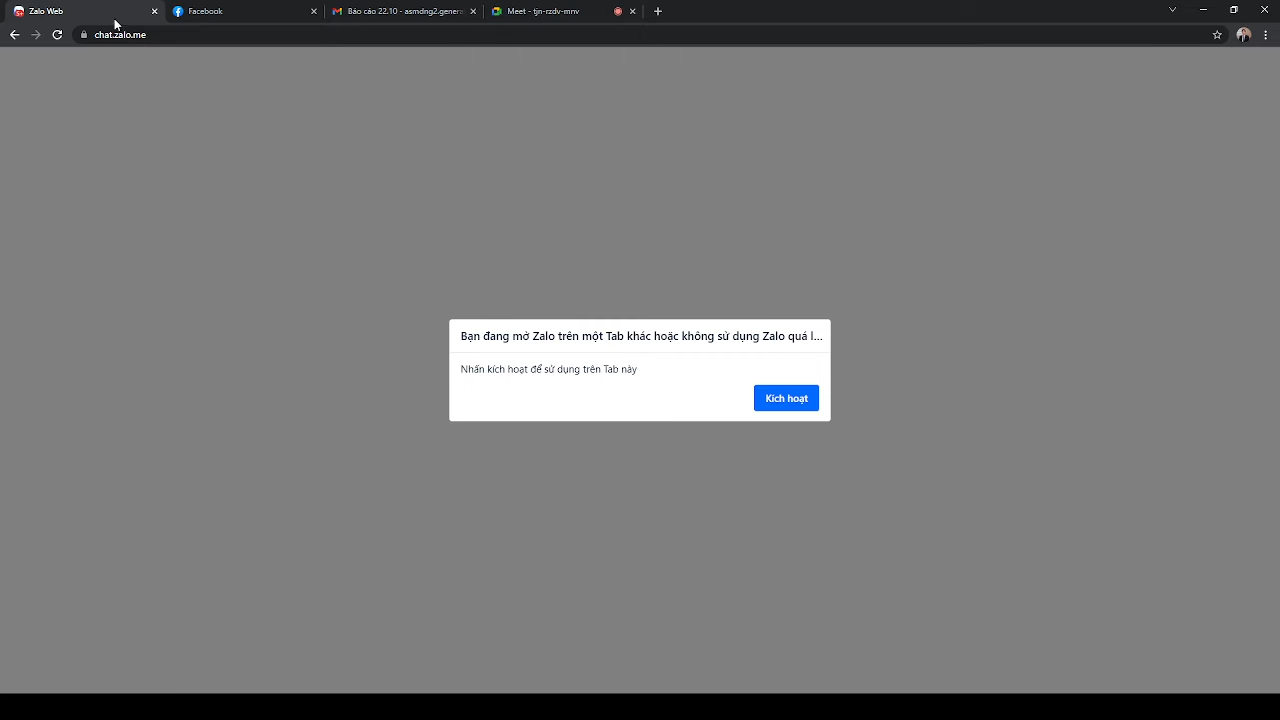 Zalo Web
Facebook
Báo cáo 22.10 - asmdng2.genera
Meet - tjn-rzdv-mnv
chat.zalo.me
Bạn đang mở Zalo trên một Tab khác hoặc không sử dụng Zalo quá l...
Nhấn kích hoạt để sử dụng trên Tab này
Kích hoạt